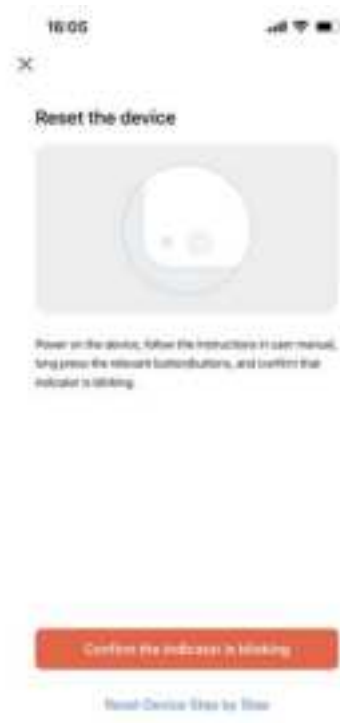 16:05
Reset the device
Power on the device, follow the instructions in user manual,
long press the relevant button/buttons, and confirm that
indicator is blinking.
Confirm the indicator is blinking
Reset Device Step by Step